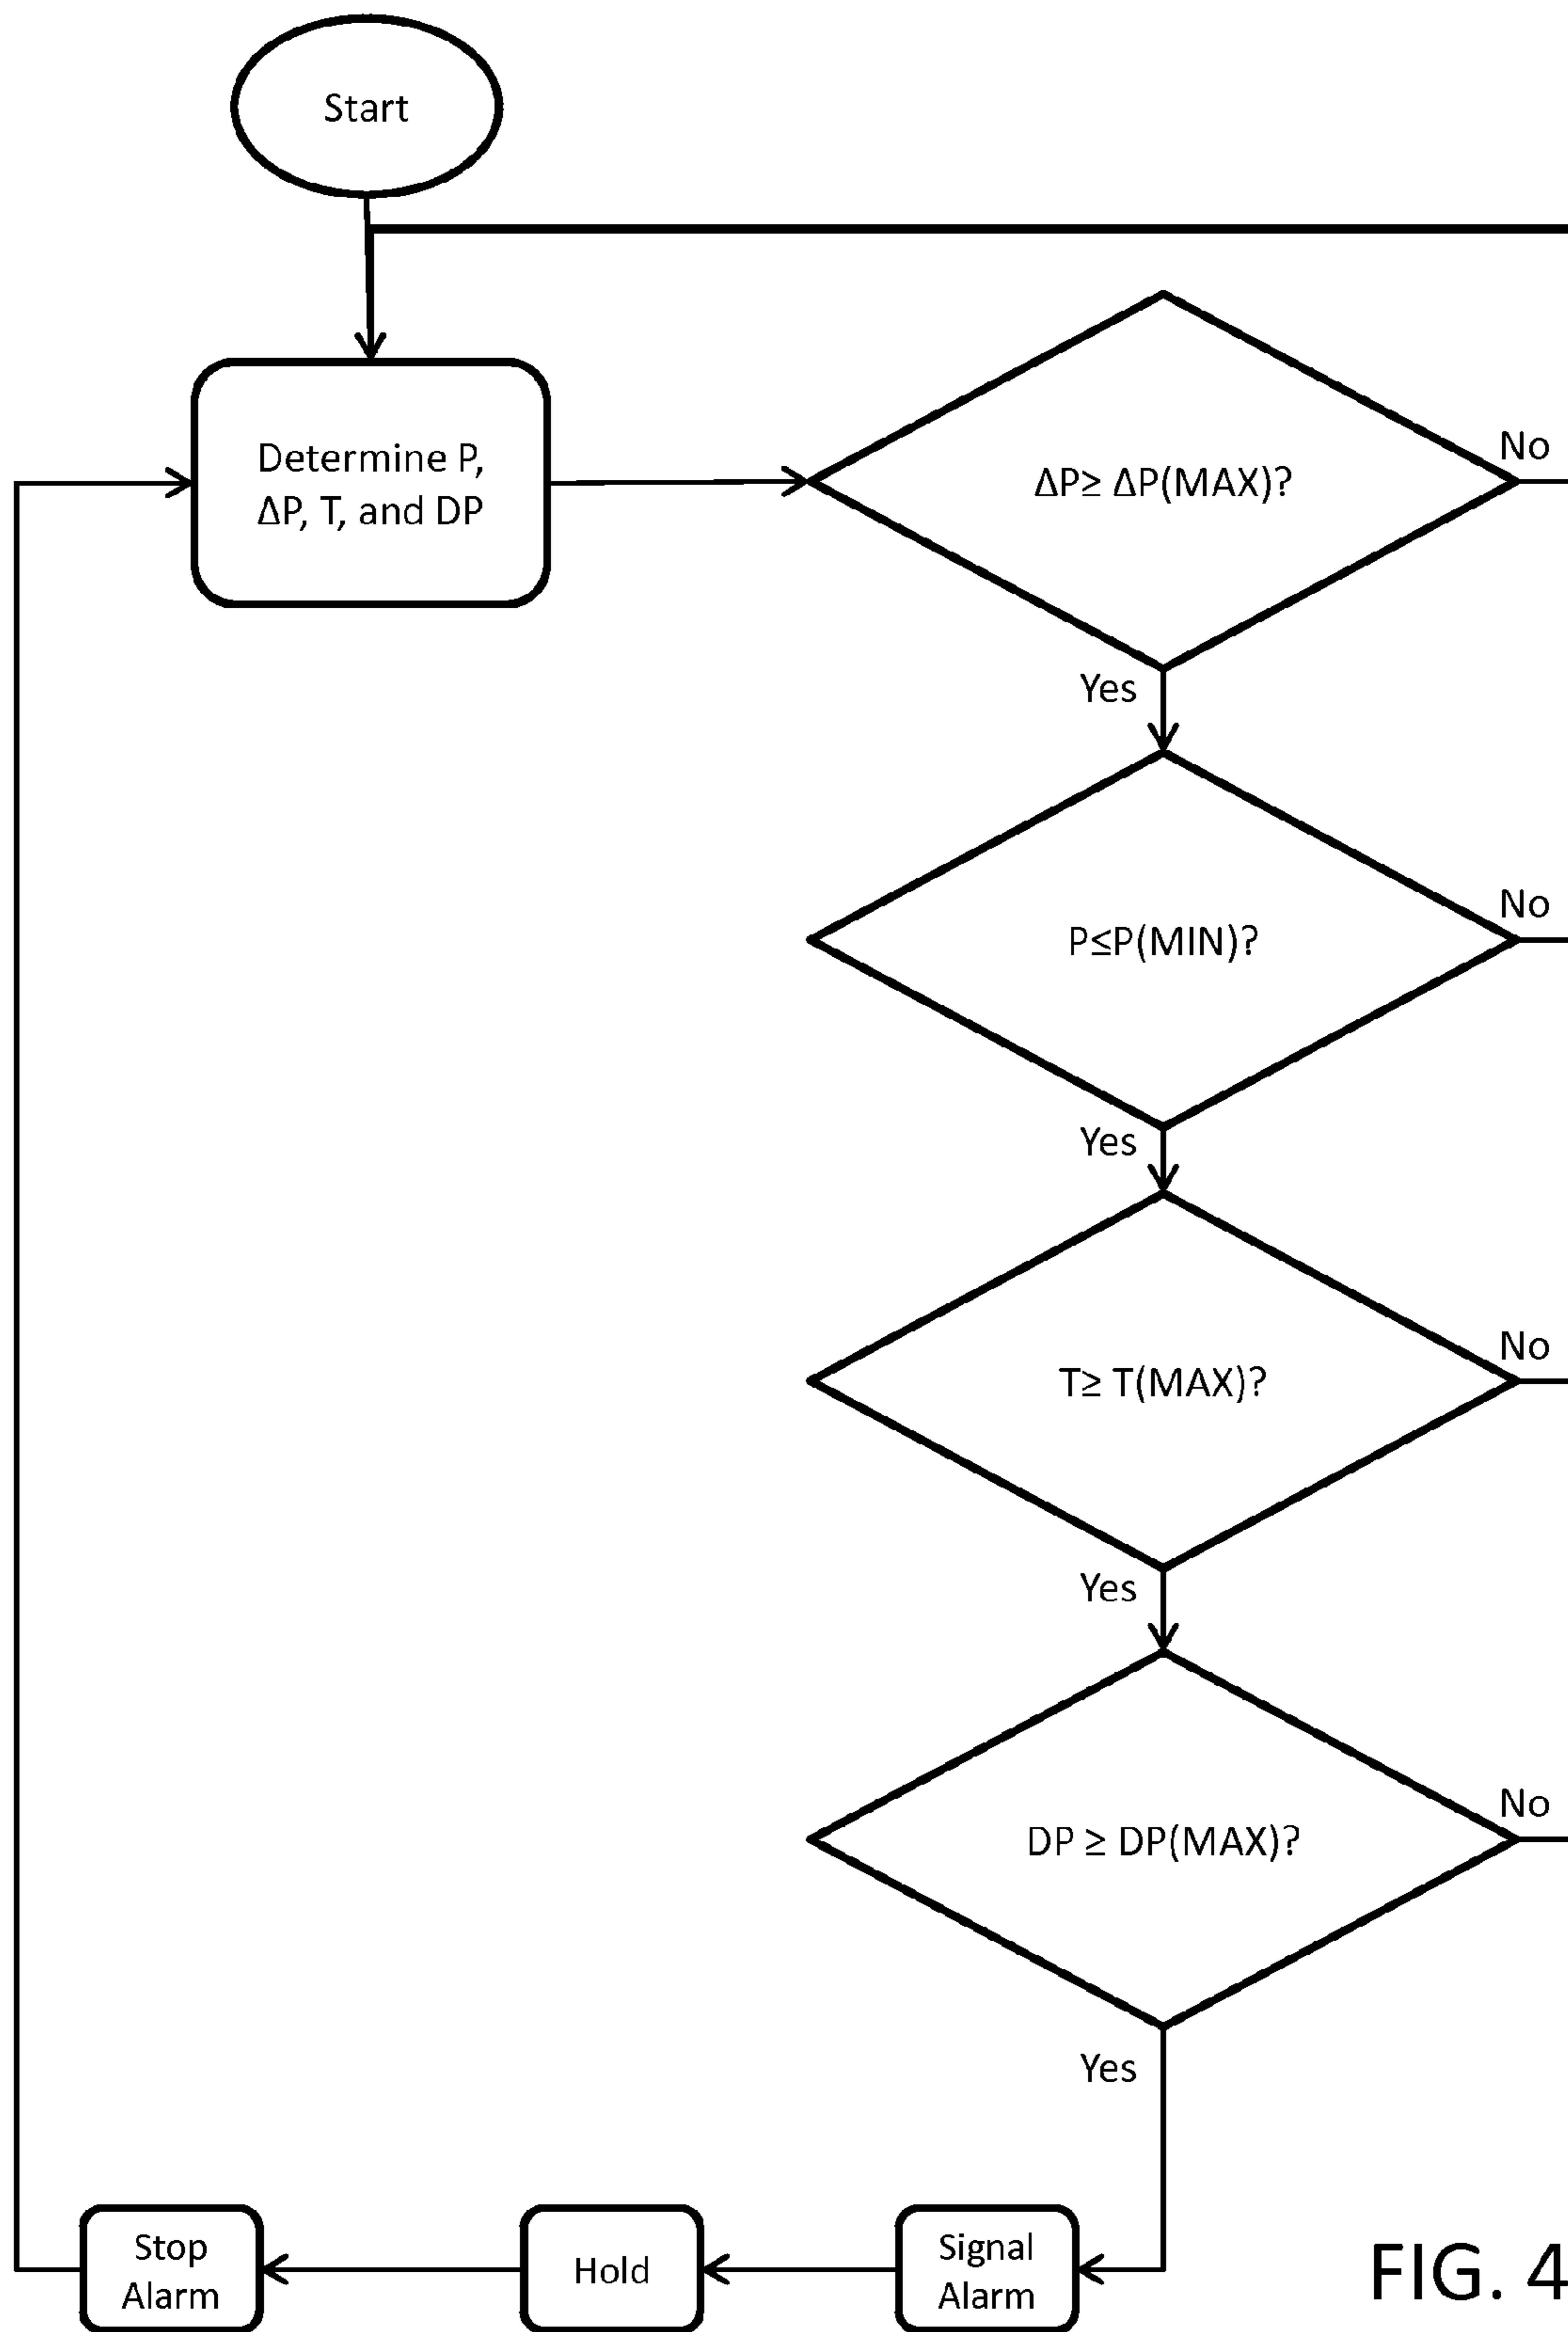 Start
Determine P,
ΔP, T, and DP
ΔP≥ ΔP(MAX)?
No
Yes
P≤P(MIN)?
No
Yes
T≥ T(MAX)?
No
Yes
DP ≥ DP(MAX)?
No
Yes
Stop
Alarm
Hold
Signal
Alarm
FIG. 4